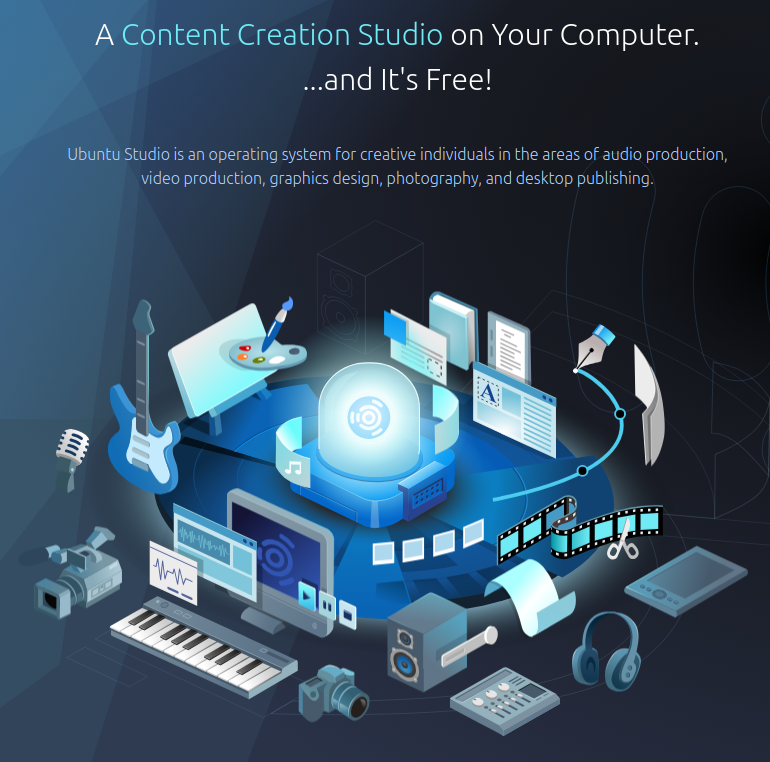 A Content Creation Studio on Your Computer.
...and It's Free!
Ubuntu Studio is an operating system for creative individuals in the areas of audio production,
video production, graphics design, photography, and desktop publishing.
A